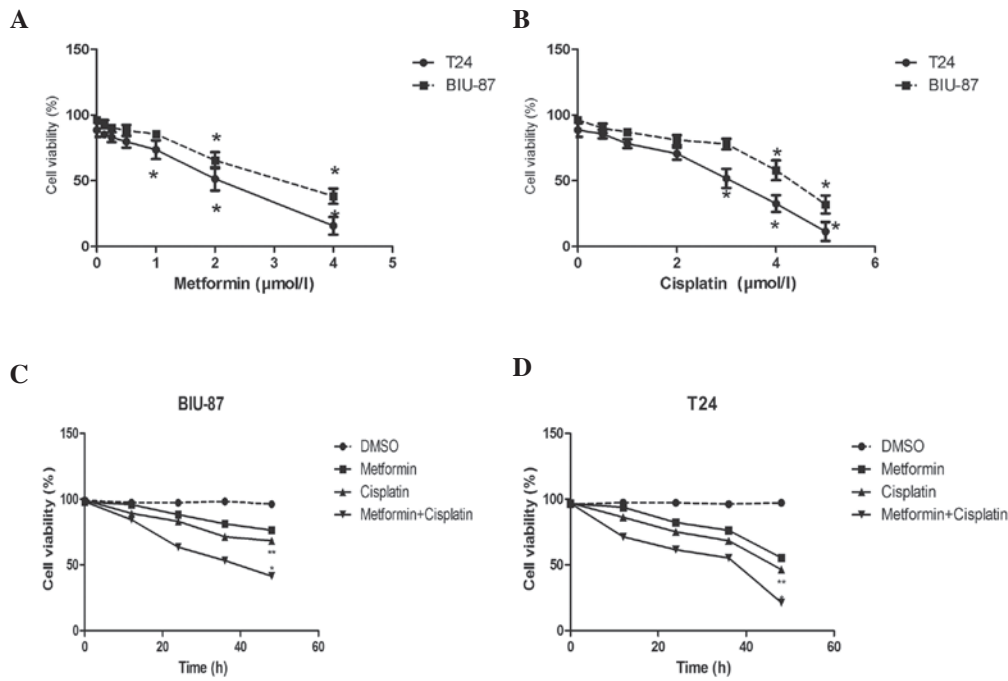 A
150
100
50
0
Cell viability (%)
0
1
2
3
4
5
Metformin (µmol/l)
T24
BIU-87
*
*
*
*
*
B
150
100
50
0
Cell viability (%)
0
2
4
6
Cisplatin (µmol/l)
T24
BIU-87
*
*
*
*
*
C
BIU-87
150
100
50
0
Cell viability (%)
0
20
40
60
Time (h)
DMSO
Metformin
Cisplatin
Metformin+Cisplatin
**
*
D
T24
150
100
50
0
Cell viability (%)
0
20
40
60
Time (h)
DMSO
Metformin
Cisplatin
Metformin+Cisplatin
**
*